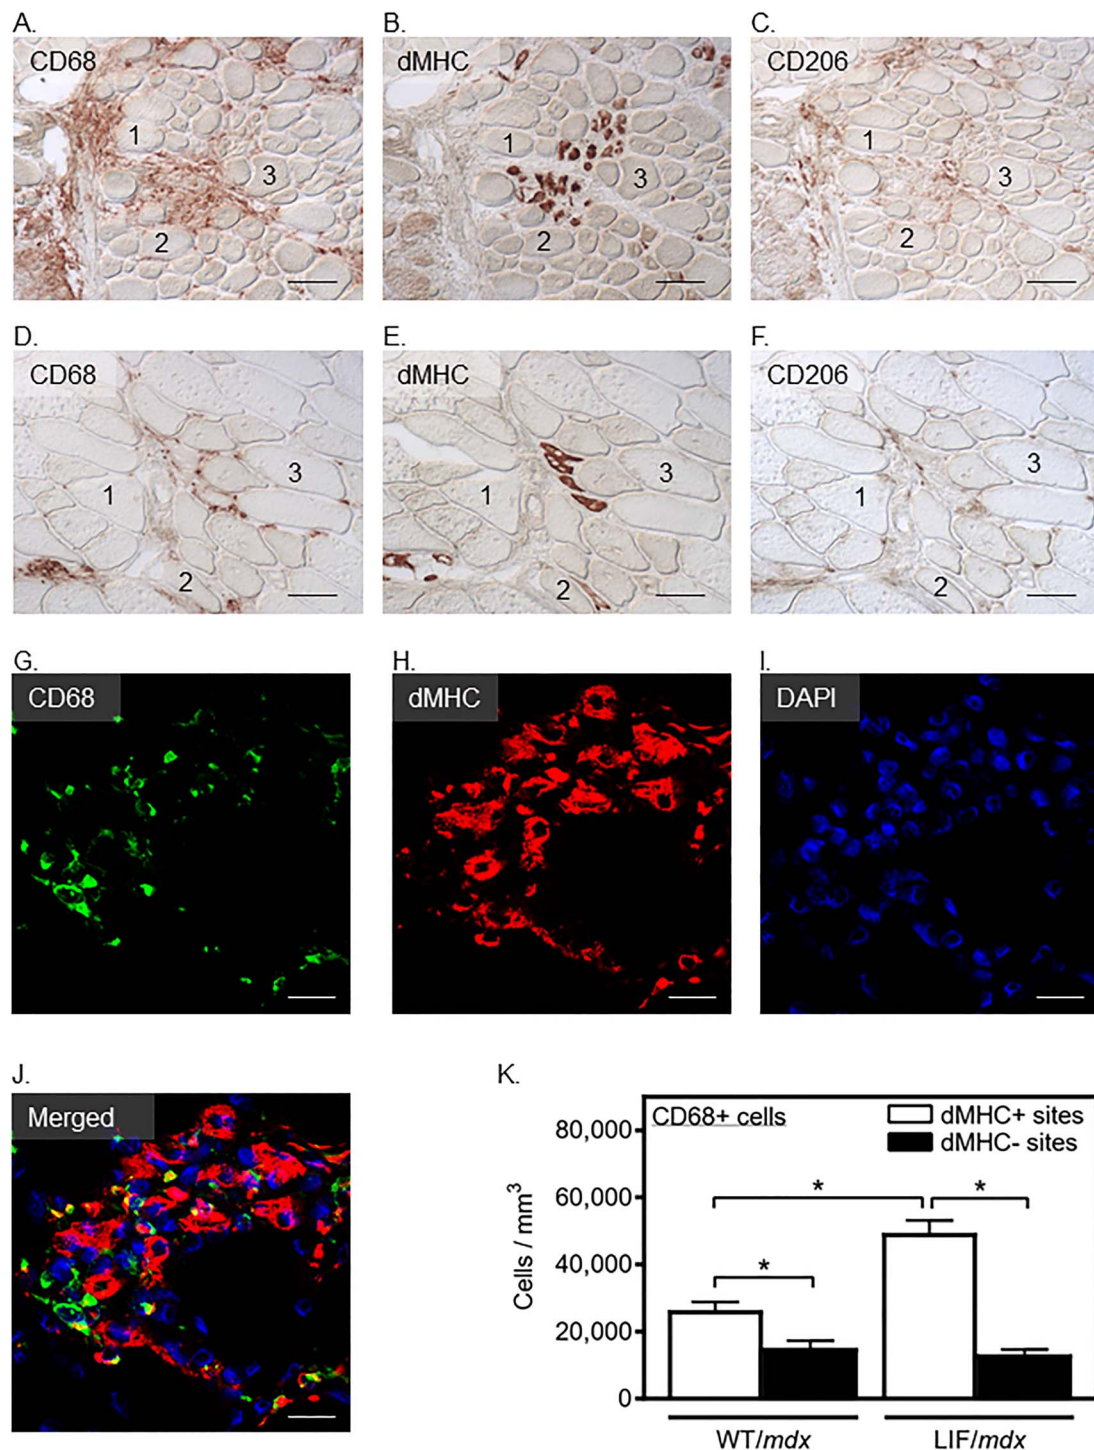 A.
B.
C.
CD68
dMHC
CD206
1
3
2
1
3
2
1
3
2
D.
E.
F.
CD68
dMHC
CD206
1
3
2
1
3
2
1
3
2
G.
H.
I.
CD68
dMHC
DAPI
J.
K.
Merged
CD68+ cells
dMHC+ sites
dMHC- sites
Cells / mm³
80,000
60,000
40,000
20,000
0
*
*
*
WT/mdx
LIF/mdx